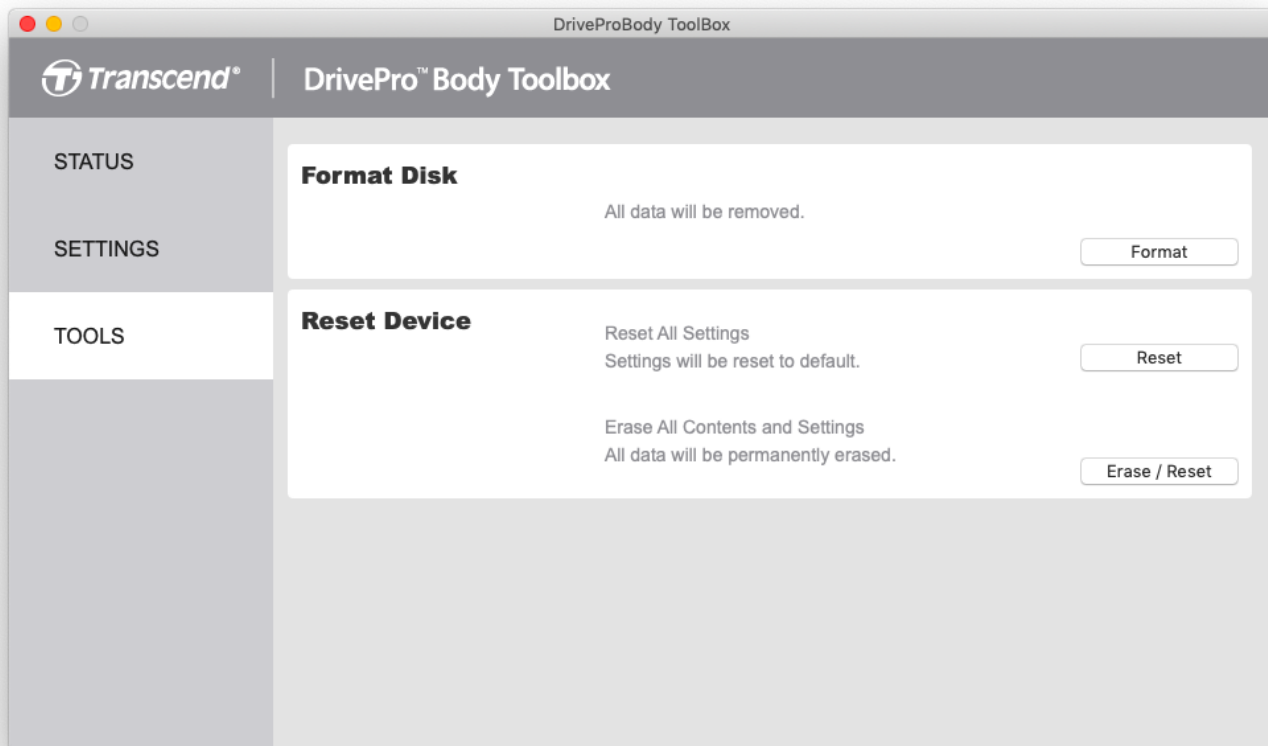 DriveProBody ToolBox
Transcend® DrivePro™ Body Toolbox
STATUS
SETTINGS
TOOLS
Format Disk
All data will be removed.
Format
Reset Device
Reset All Settings
Settings will be reset to default.
Reset
Erase All Contents and Settings
All data will be permanently erased.
Erase / Reset